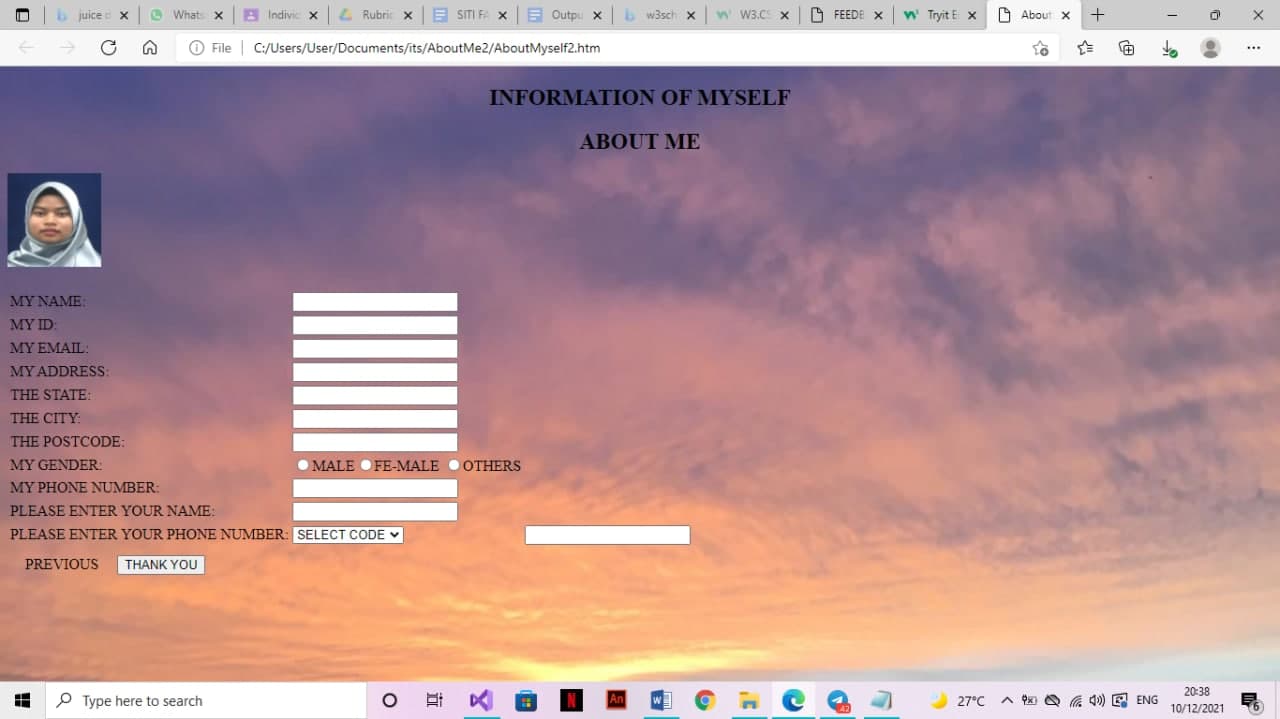 juice d
Whats
Indivic
Rubric
SITI FA
Outpu
w3sch
W3.CS
FEEDB
Tryit E
About
File
C:/Users/User/Documents/its/AboutMe2/AboutMyself2.htm
INFORMATION OF MYSELF
ABOUT ME
MY NAME:
MY ID:
MY EMAIL:
MY ADDRESS:
THE STATE:
THE CITY:
THE POSTCODE:
MY GENDER: MALE FE-MALE OTHERS
MY PHONE NUMBER:
PLEASE ENTER YOUR NAME:
PLEASE ENTER YOUR PHONE NUMBER: SELECT CODE
PREVIOUS THANK YOU
Type here to search
N
An
W
42
27°C
ENG
20:38
10/12/2021
6